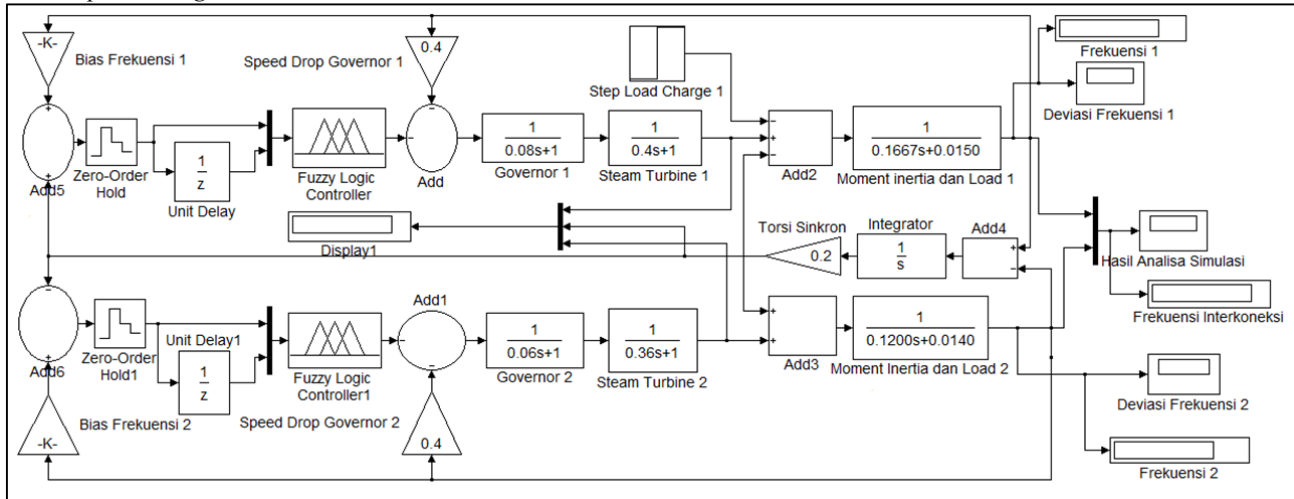 -K-
Bias Frekuensi 1
Speed Drop Governor 1
0.4
Step Load Charge 1
Frekuensi 1
Deviasi Frekuensi 1
+
+
Add5
Zero-Order
Hold
1
z
Unit Delay
Fuzzy Logic
Controller
−
−
Add
1
0.08s+1
Governor 1
1
0.4s+1
Steam Turbine 1
−
+
−
Add2
1
0.1667s+0.0150
Moment inertia dan Load 1
Display1
Torsi Sinkron
0.2
Integrator
1
s
Add4
+
−
Hasil Analisa Simulasi
Frekuensi Interkoneksi
−
+
Add6
Zero-Order
Hold1
Unit Delay1
1
z
Fuzzy Logic
Controller1
Add1
−
−
1
0.06s+1
Governor 2
1
0.36s+1
Steam Turbine 2
+
+
Add3
1
0.1200s+0.0140
Moment Inertia dan Load 2
Deviasi Frekuensi 2
-K-
Bias Frekuensi 2
Speed Drop Governor 2
0.4
Frekuensi 2